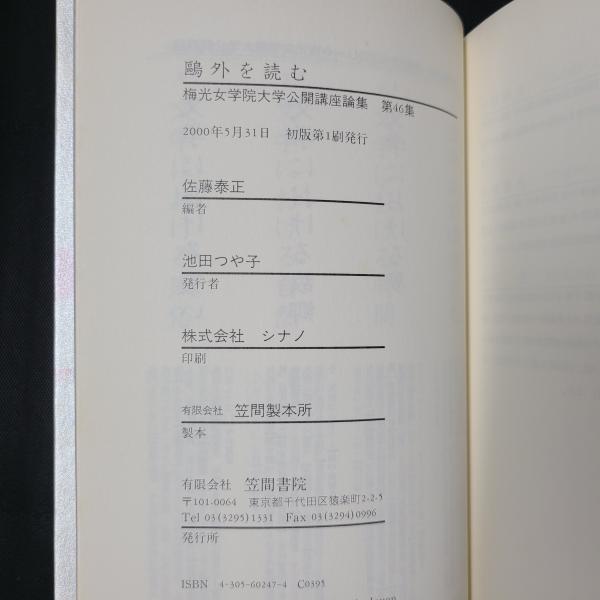 鷗外を読む
梅光女学院大学公開講座論集　第46集
2000年5月31日　初版第1刷発行
佐藤泰正
編者
池田つや子
発行者
株式会社　シナノ
印刷
有限会社　笠間製本所
製本
有限会社　笠間書院
〒101-0064　東京都千代田区猿楽町2-2-5
Tel 03(3295)1331　Fax 03(3294)0996
発行所
ISBN　4-305-60247-4　C0395